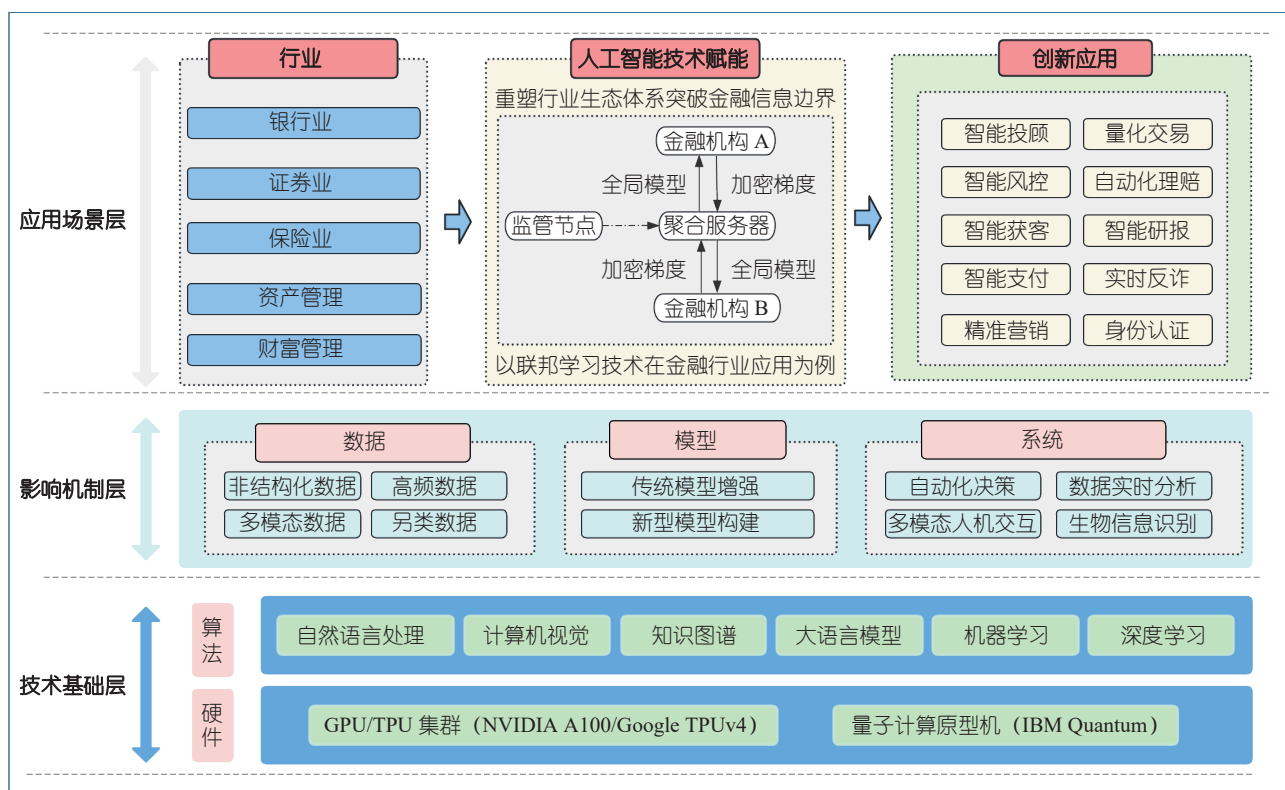 行业
人工智能技术赋能
创新应用
应用场景层
银行业
证券业
保险业
资产管理
财富管理
重塑行业生态体系突破金融信息边界
金融机构 A
全局模型
加密梯度
监管节点
聚合服务器
加密梯度
全局模型
金融机构 B
以联邦学习技术在金融行业应用为例
智能投顾
量化交易
智能风控
自动化理赔
智能获客
智能研报
智能支付
实时反诈
精准营销
身份认证
影响机制层
数据
非结构化数据
高频数据
多模态数据
另类数据
模型
传统模型增强
新型模型构建
系统
自动化决策
数据实时分析
多模态人机交互
生物信息识别
技术基础层
算
法
自然语言处理
计算机视觉
知识图谱
大语言模型
机器学习
深度学习
硬
件
GPU/TPU 集群（NVIDIA A100/Google TPUv4）
量子计算原型机（IBM Quantum）